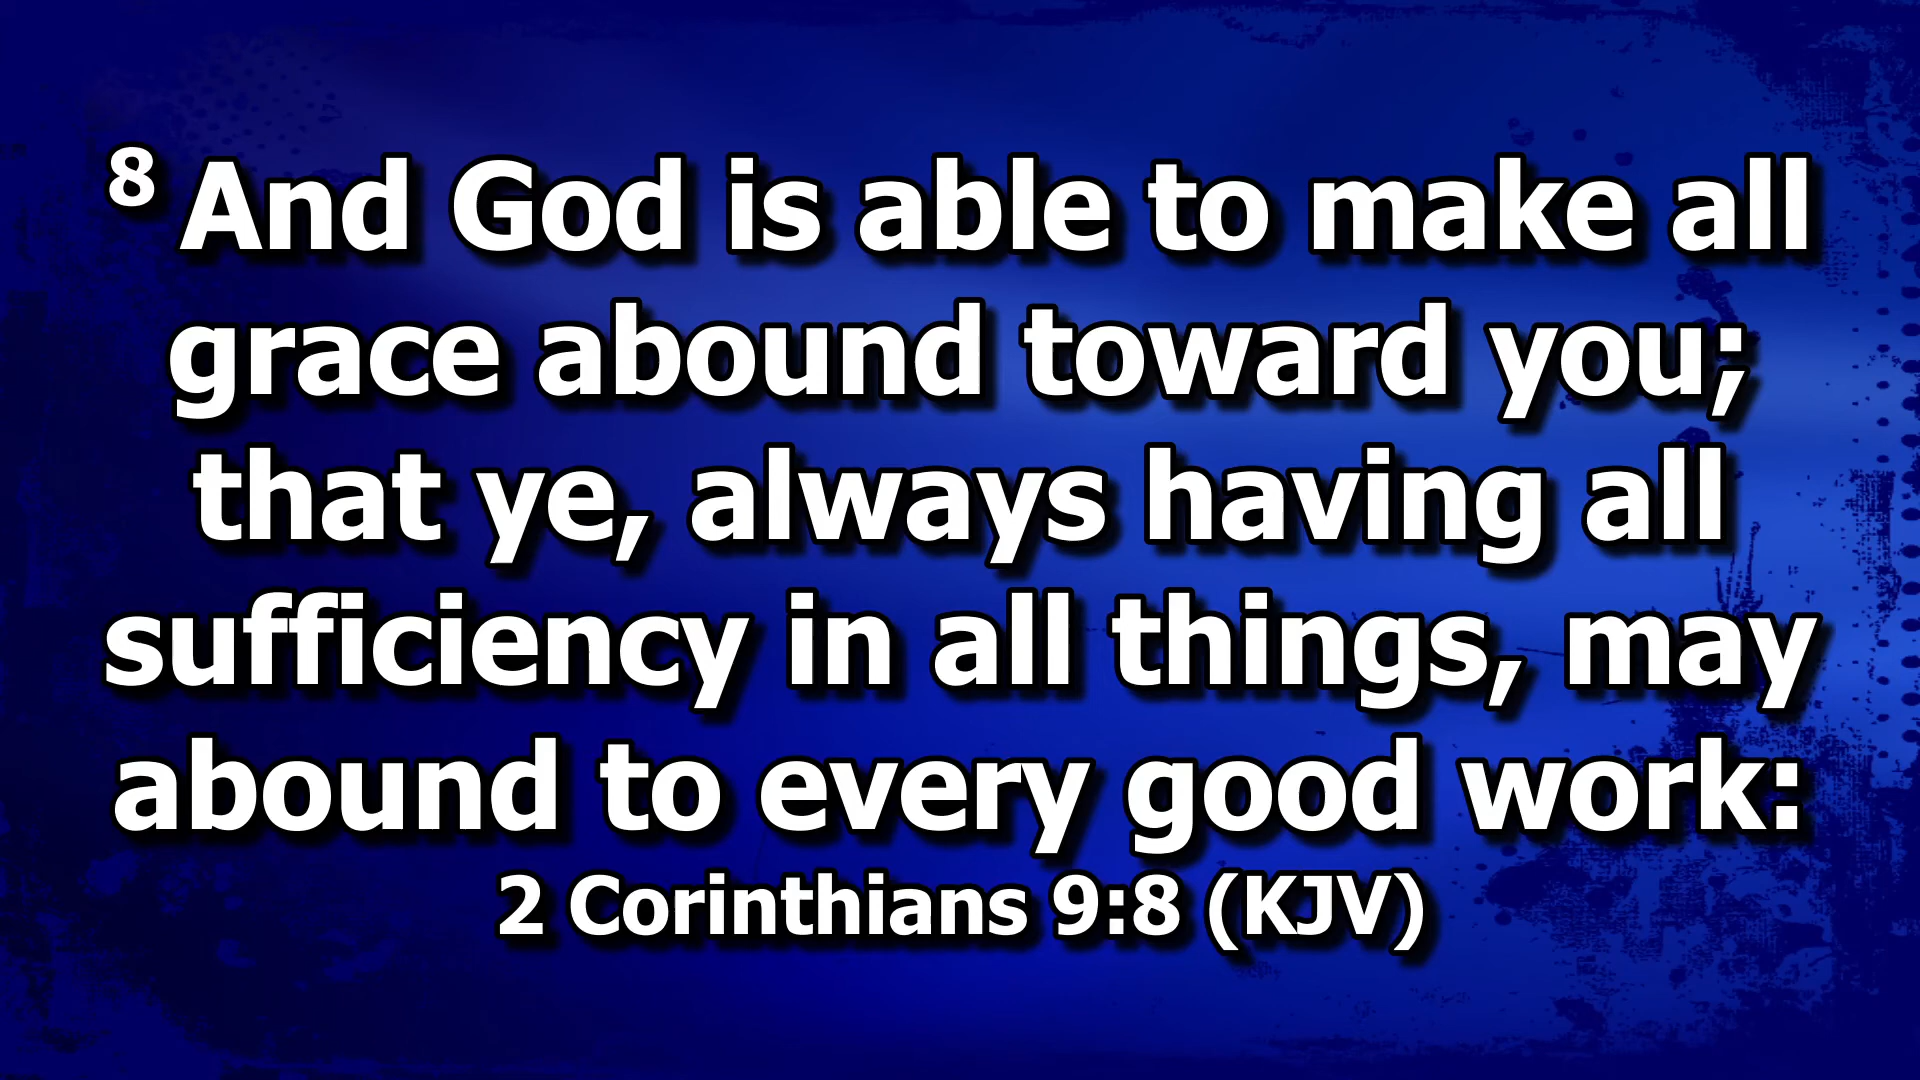 8 And God is able to make all
grace abound toward you;
that ye, always having all
sufficiency in all things, may
abound to every good work:
2 Corinthians 9:8 (KJV)